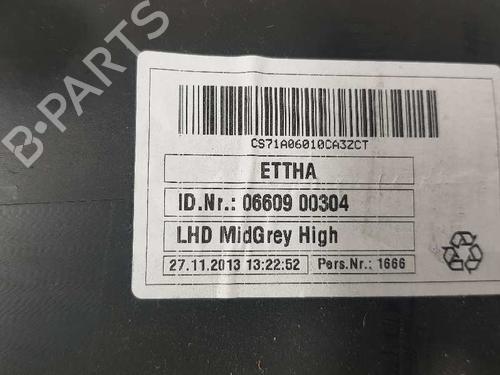 B-PARTS
CS71A06010CA3ZCT
ETTHA
ID.Nr.: 06609 00304
LHD MidGrey High
27.11.2013 13:22:52 Pers.Nr.: 1666